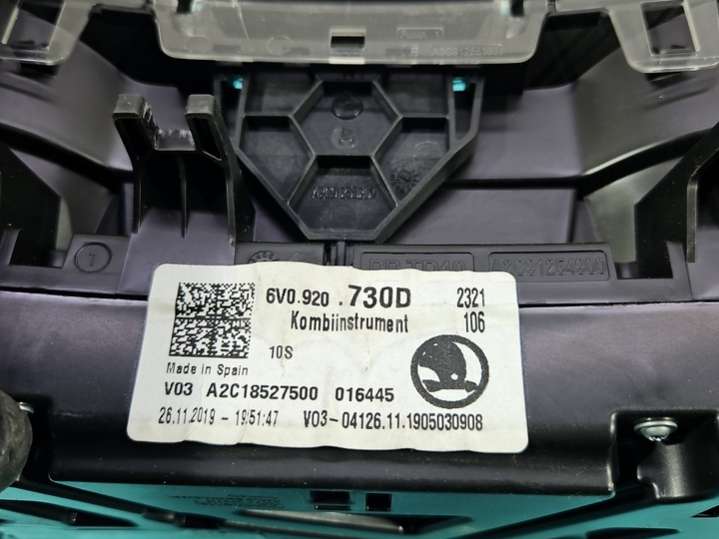 6V0.920 .730D 2321
Kombiinstrument 106
10S
Made in Spain
V03 A2C18527500 016445
26.11.2019 - 19:51:47 V03-04126.11.1905030908